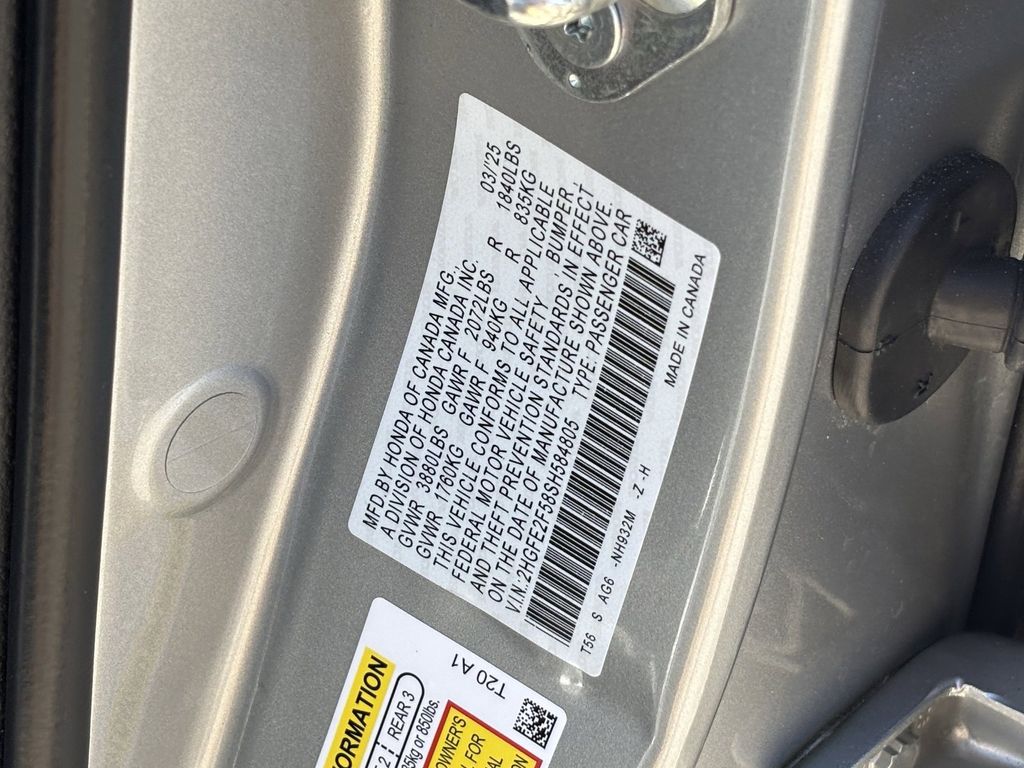 MFD.BY HONDA OF CANADA MFG., 03/'25
A DIVISION OF HONDA CANADA INC.
GVWR 3880LBS GAWR F 2072LBS R 1840LBS
GVWR 1760KG GAWR F 940KG R 835KG
THIS VEHICLE CONFORMS TO ALL APPLICABLE
FEDERAL MOTOR VEHICLE SAFETY , BUMPER,
AND THEFT PREVENTION STANDARDS IN EFFECT
ON THE DATE OF MANUFACTURE SHOWN ABOVE.
V.I.N.:2HGFE2F58SH584805 TYPE: PASSENGER CAR
T56 S AG6 -NH932M -Z -H MADE IN CANADA
REAR 3
850lbs.
OWNER'S
FOR
T20 A1